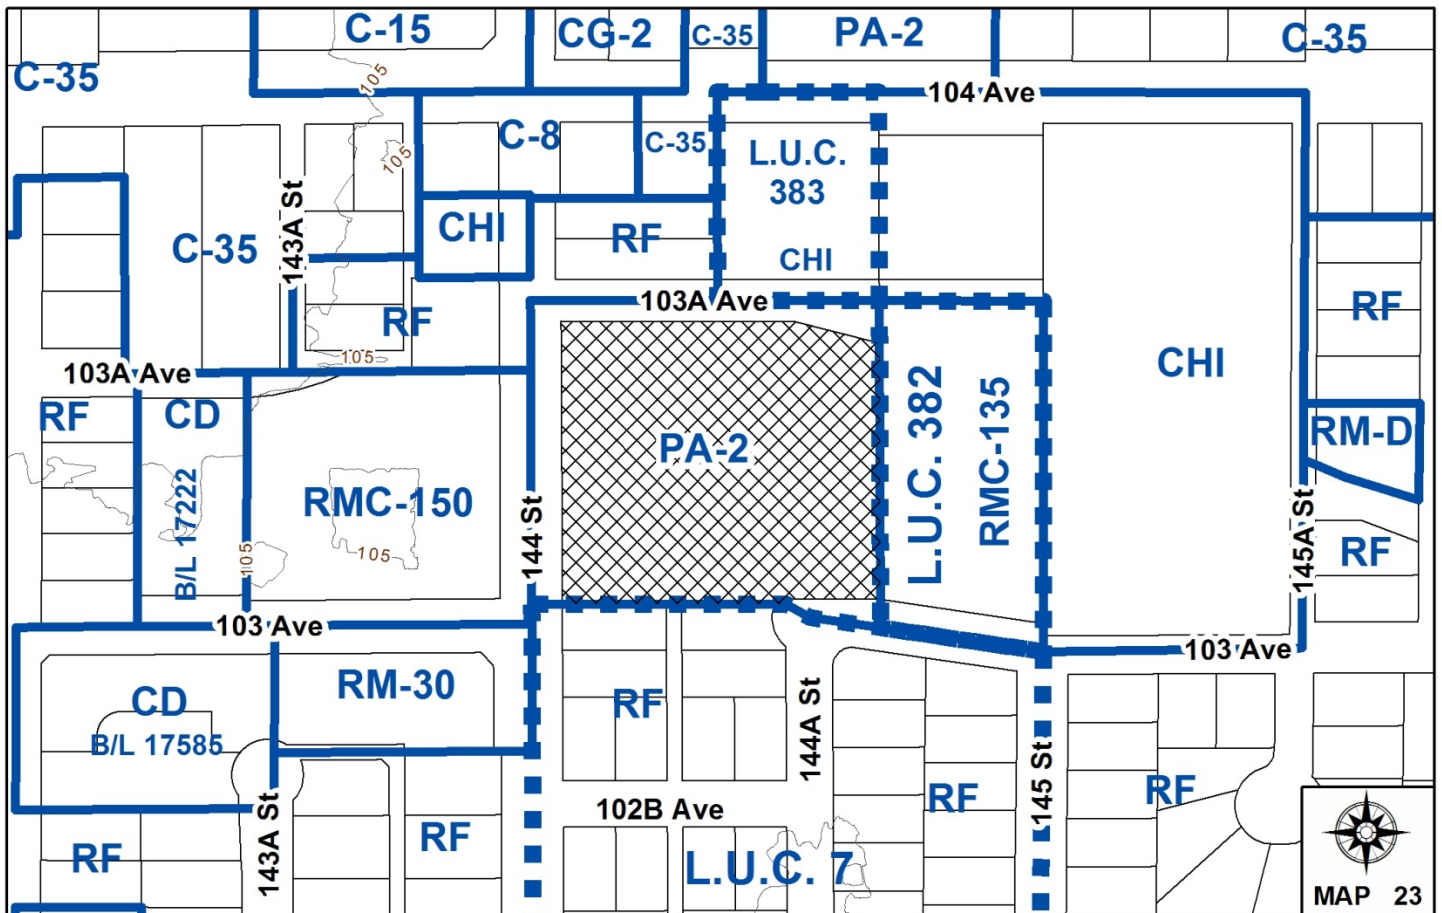 C-15
CG-2
C-35
PA-2
C-35
C-35
105
104 Ave
C-8
C-35
105
L.U.C.
383
143A St
CHI
RF
C-35
CHI
103A Ave
RF
RF
105
CHI
103A Ave
RF
CD
PA-2
L.U.C. 382
RMC-135
RM-D
B/L 17222
RMC-150
105
105
144 St
145A St
RF
103 Ave
103 Ave
CD
B/L 17585
RM-30
RF
144A St
145 St
RF
RF
143A St
102B Ave
RF
RF
L.U.C. 7
MAP 23